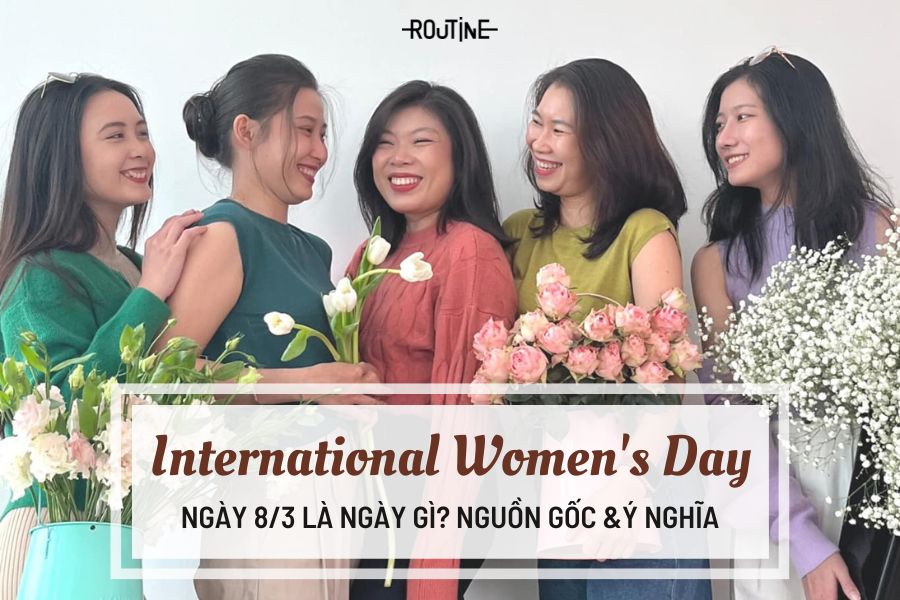 ROUTINE
International Women's Day
NGÀY 8/3 LÀ NGÀY GÌ? NGUỒN GỐC &Ý NGHĨA